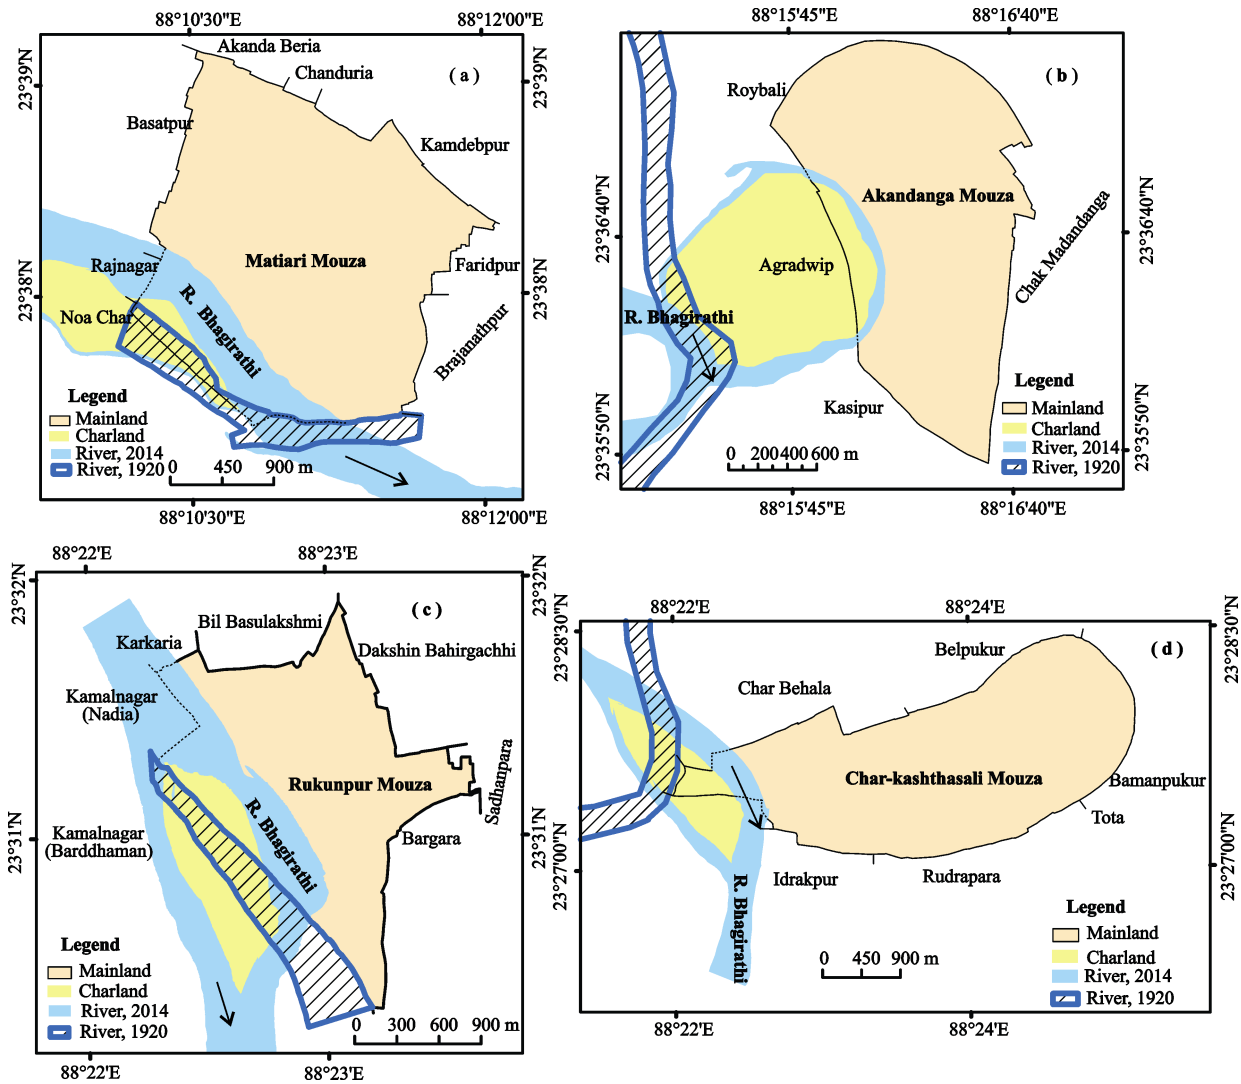 88°10'30"E
88°12'00"E
Akanda Beria
( a )
Chanduria
23°39'N
23°39'N
Basatpur
Kamdebpur
Matiari Mouza
Rajnagar
Faridpur
23°38'N
23°38'N
Noa Char
R. Bhagirathi
Brajanathpur
Legend
Mainland
Charland
River, 2014
River, 1920
0 450 900 m
88°10'30"E
88°12'00"E
88°15'45"E
88°16'40"E
( b )
Roybali
Akandanga Mouza
23°36'40"N
23°36'40"N
Chak Madandanga
Agradwip
R. Bhagirathi
Kasipur
Legend
Mainland
Charland
River, 2014
River, 1920
23°35'50"N
23°35'50"N
0 200 400 600 m
88°15'45"E
88°16'40"E
88°22'E
88°23'E
23°32'N
23°32'N
( c )
Bil Basulakshmi
Karkaria
Dakshin Bahirgachhi
Kamalnagar
(Nadia)
Rukunpur Mouza
Sadhanpara
R. Bhagirathi
23°31'N
23°31'N
Kamalnagar
(Barddhaman)
Bargara
Legend
Mainland
Charland
River, 2014
River, 1920
0 300 600 900 m
88°22'E
88°23'E
88°22'E
88°24'E
23°28'30"N
23°28'30"N
( d )
Belpukur
Char Behala
Char-kashthasali Mouza
Bamanpukur
Tota
23°27'00"N
23°27'00"N
Idrakpur
Rudrapara
R. Bhagirathi
Legend
Mainland
Charland
River, 2014
River, 1920
0 450 900 m
88°22'E
88°24'E